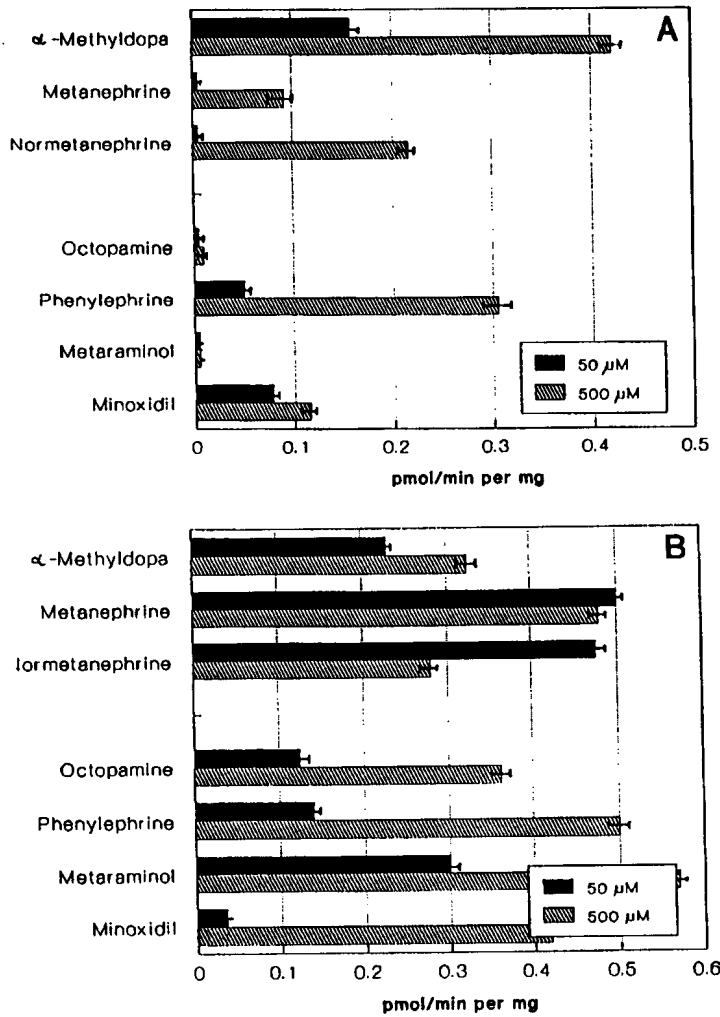 A
α-Methyldopa
Metanephrine
Normetanephrine
Octopamine
Phenylephrine
Metaraminol
Minoxidil
50 μM
500 μM
0 0.1 0.2 0.3 0.4 0.5
pmol/min per mg
B
α-Methyldopa
Metanephrine
lormetanephrine
Octopamine
Phenylephrine
Metaraminol
Minoxidil
50 μM
500 μM
0 0.1 0.2 0.3 0.4 0.5 0.6
pmol/min per mg